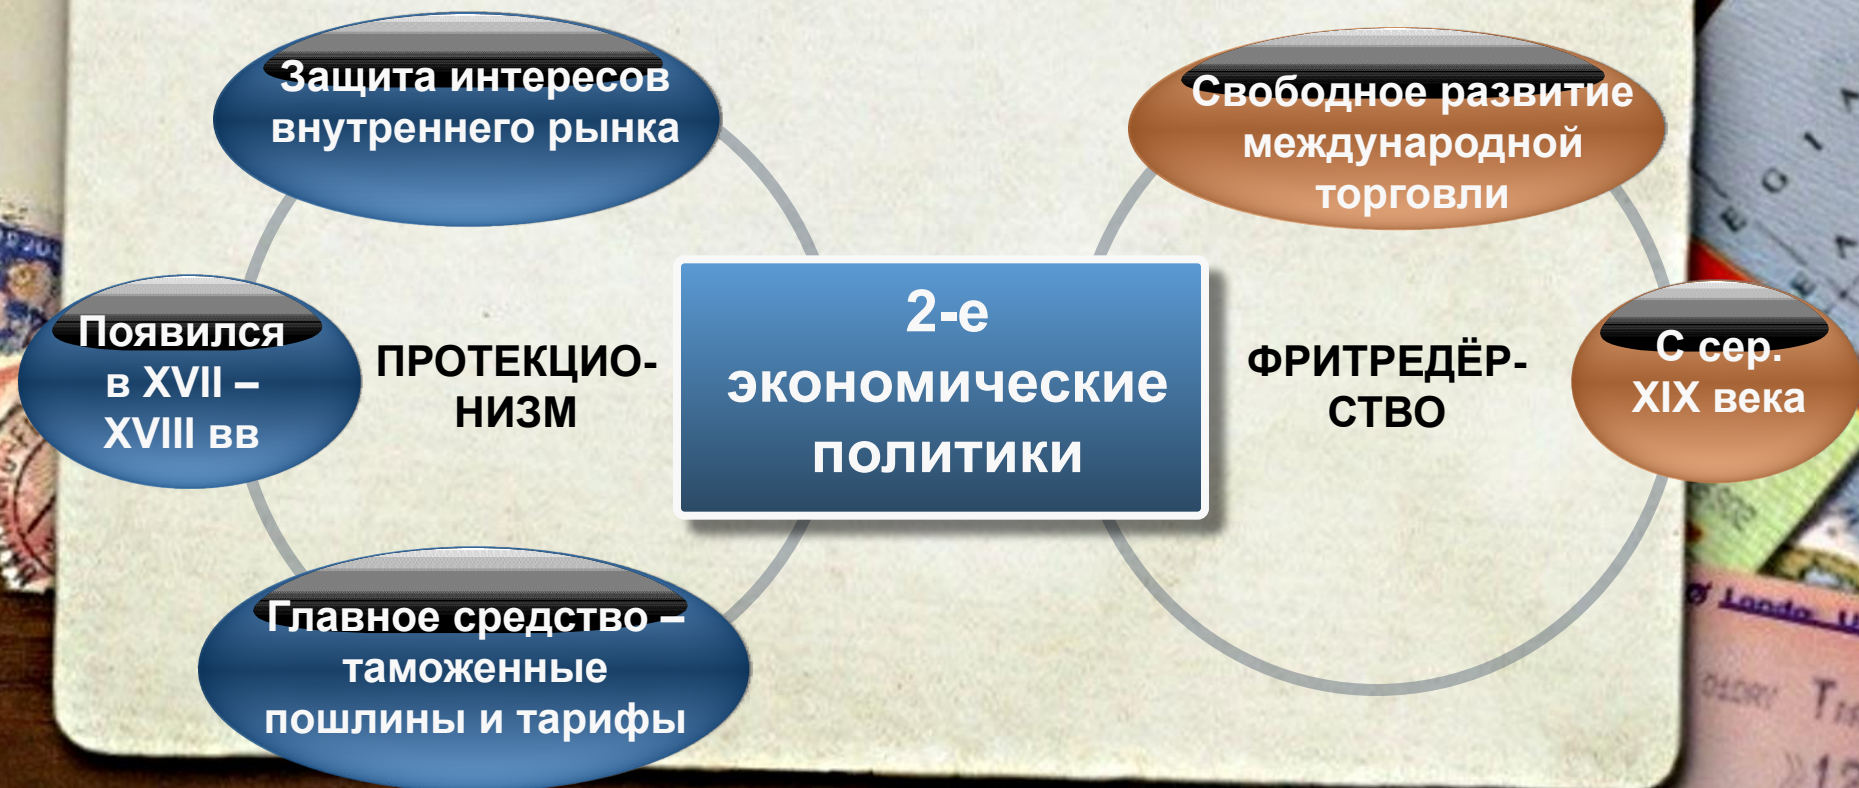 Защита интересов
внутреннего рынка
Свободное развитие
международной
торговли
Появился
в XVII –
XVIII вв
ПРОТЕКЦИО-
НИЗМ
2-е
экономические
политики
ФРИТРЕДЁР-
СТВО
С сер.
XIX века
Главное средство –
таможенные
пошлины и тарифы